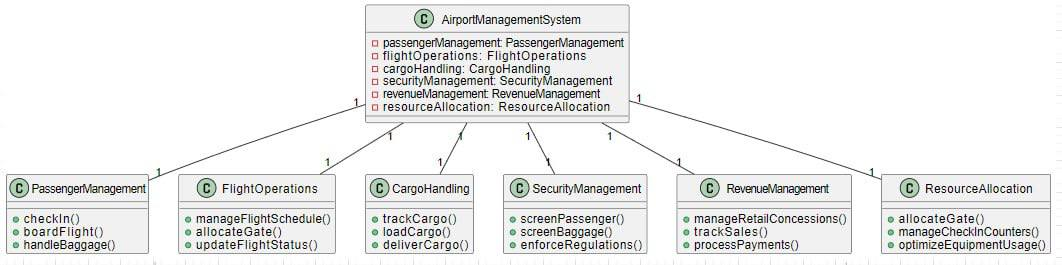 C AirportManagementSystem
passengerManagement: PassengerManagement
flightOperations: FlightOperations
cargoHandling: CargoHandling
securityManagement: SecurityManagement
revenueManagement: RevenueManagement
resourceAllocation: ResourceAllocation
1 1 1 1 1 1
1 1 1 1 1 1
C PassengerManagement
checkIn()
boardFlight()
handleBaggage()
C FlightOperations
manageFlightSchedule()
allocateGate()
updateFlightStatus()
C CargoHandling
trackCargo()
loadCargo()
deliverCargo()
C SecurityManagement
screenPassenger()
screenBaggage()
enforceRegulations()
C RevenueManagement
manageRetailConcessions()
trackSales()
processPayments()
C ResourceAllocation
allocateGate()
manageCheckInCounters()
optimizeEquipmentUsage()